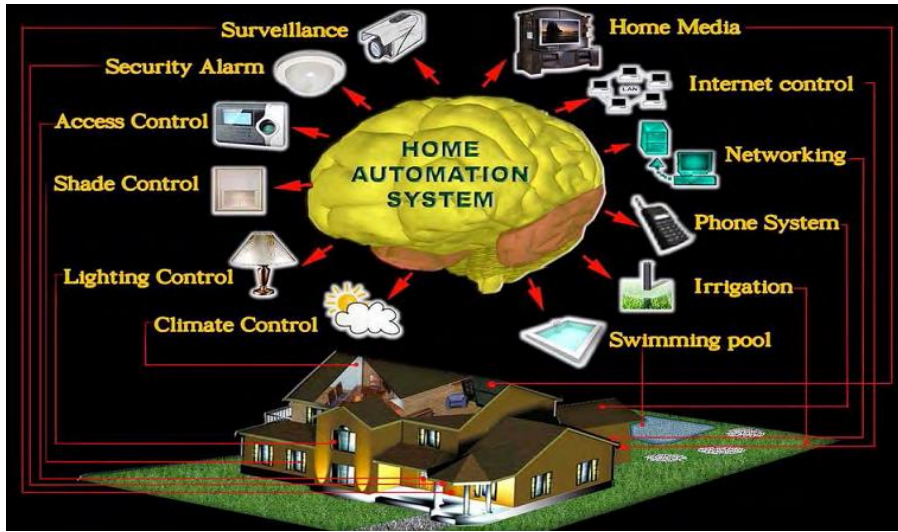 Surveillance
Home Media
Security Alarm
Internet control
LAN
Access Control
HOME
AUTOMATION
SYSTEM
Networking
Shade Control
Phone System
Lighting Control
Irrigation
Climate Control
Swimming pool